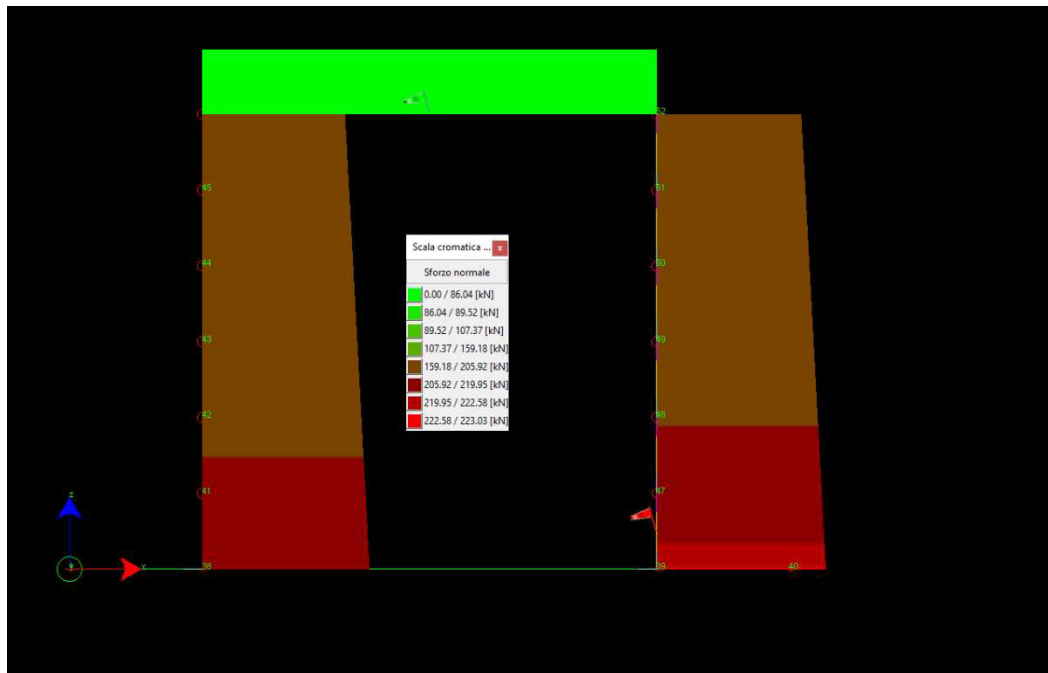 52
45
51
44
50
Scala cromatica ... x
Sforzo normale
0.00 / 86.04 [kN]
86.04 / 89.52 [kN]
89.52 / 107.37 [kN]
107.37 / 159.18 [kN]
159.18 / 205.92 [kN]
205.92 / 219.95 [kN]
219.95 / 222.58 [kN]
222.58 / 223.03 [kN]
43
49
42
48
41
47
z
x
38
39
40